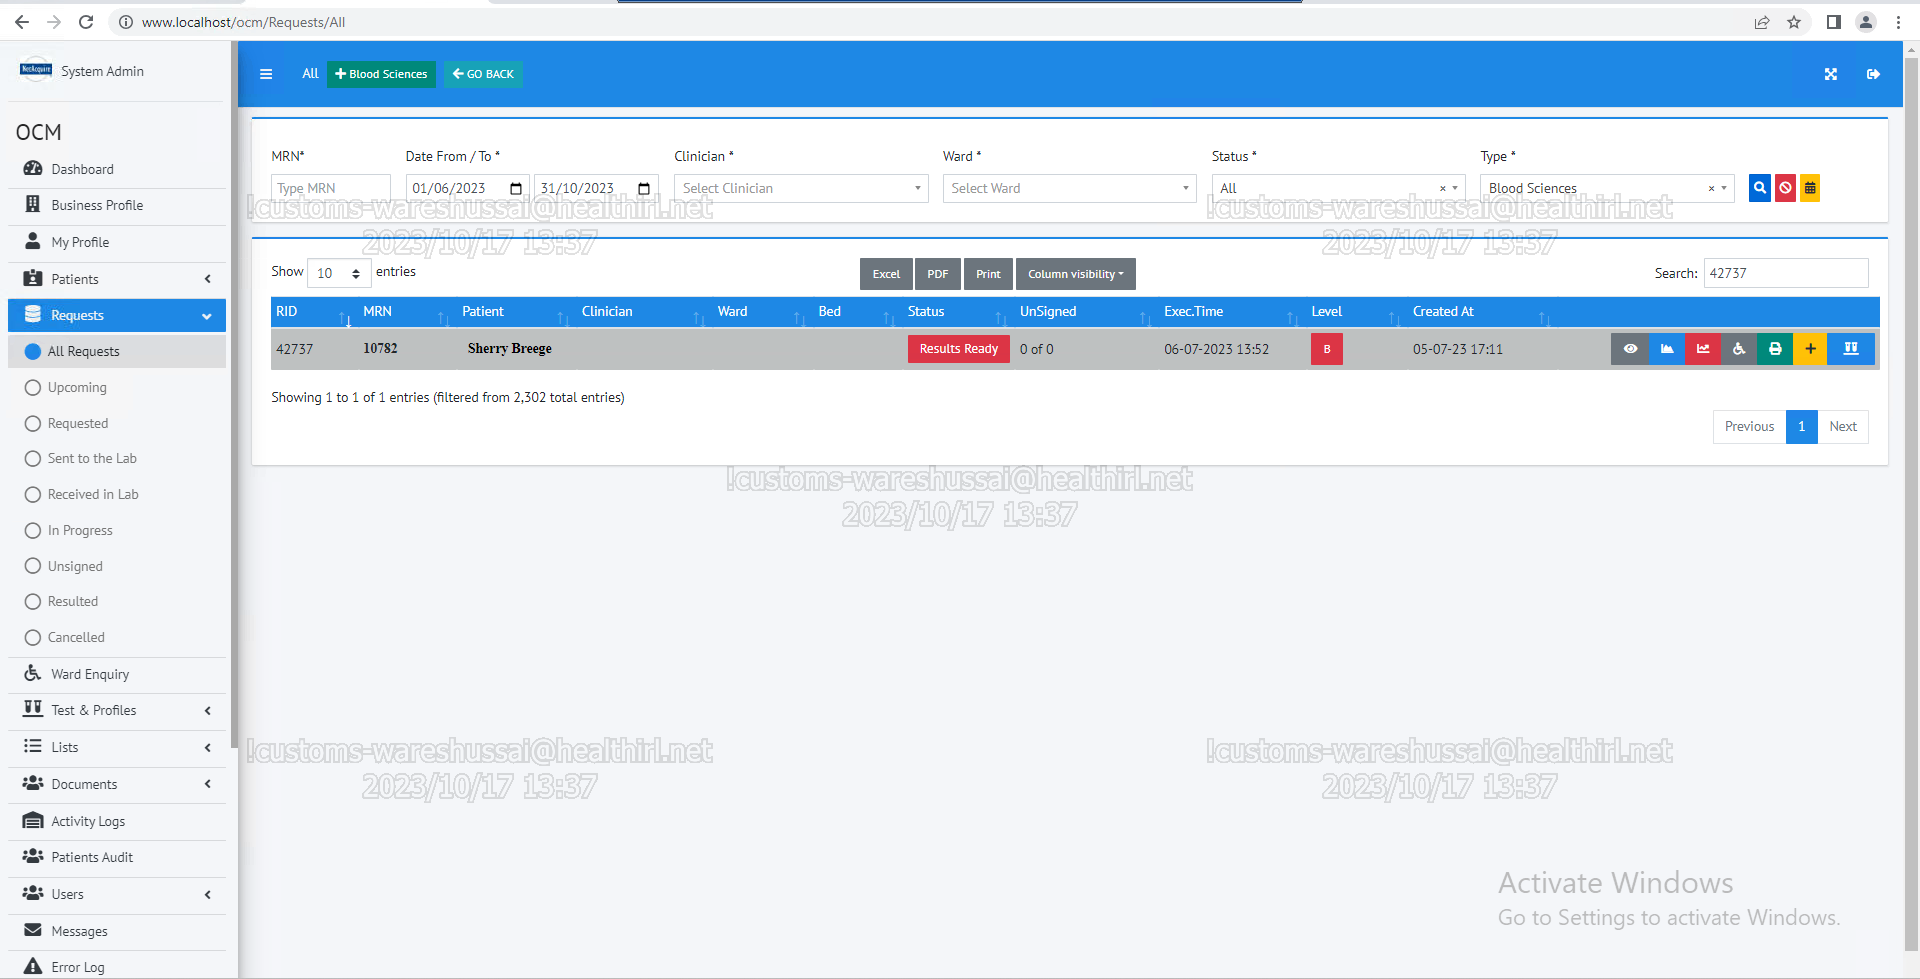 www.localhost/ocm/Requests/All
NetAcquire System Admin
All Blood Sciences GO BACK
OCM
Dashboard
Business Profile
My Profile
Patients
Requests
All Requests
Upcoming
Requested
Sent to the Lab
Received in Lab
In Progress
Unsigned
Resulted
Cancelled
Ward Enquiry
Test & Profiles
Lists
Documents
Activity Logs
Patients Audit
Users
Messages
Error Log
MRN* Date From / To * Clinician * Ward * Status * Type *
Type MRN 01/06/2023 31/10/2023 Select Clinician Select Ward All × Blood Sciences ×
!customs-wareshussai@healthirl.net !customs-wareshussai@healthirl.net
2023/10/17 13:37 2023/10/17 13:37
Show 10 entries Excel PDF Print Column visibility Search: 42737
RID MRN Patient Clinician Ward Bed Status UnSigned Exec.Time Level Created At
42737 10782 Sherry Breege Results Ready 0 of 0 06-07-2023 13:52 B 05-07-23 17:11
Showing 1 to 1 of 1 entries (filtered from 2,302 total entries)
Previous 1 Next
!customs-wareshussai@healthirl.net
2023/10/17 13:37
!customs-wareshussai@healthirl.net !customs-wareshussai@healthirl.net
2023/10/17 13:37 2023/10/17 13:37
Activate Windows
Go to Settings to activate Windows.